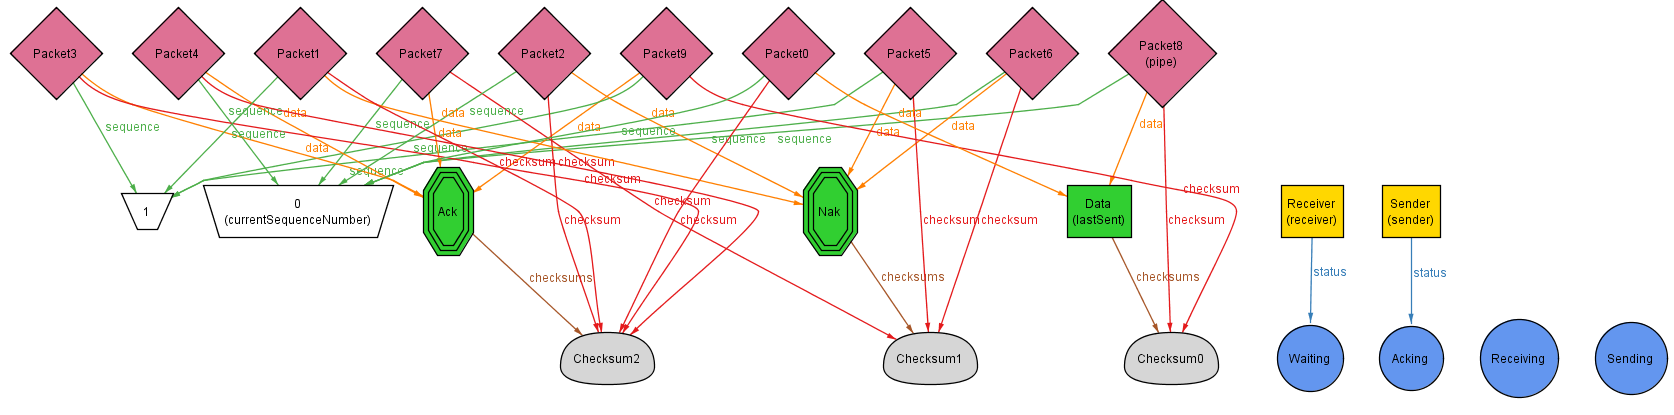 Packet3
Packet4
Packet1
Packet7
Packet2
Packet9
Packet0
Packet5
Packet6
Packet8
(pipe)
sequence
data
sequence
data
data
sequence
data
sequence
sequence
data
sequence
sequence
data
sequence
data
sequence
data
data
sequence
data
checksum
checksum
checksum
sequence
checksum
checksum
1
0
(currentSequenceNumber)
Ack
checksum
checksum
Nak
checksum
checksum
Data
(lastSent)
checksum
Receiver
(receiver)
Sender
(sender)
checksums
checksums
checksums
status
status
Checksum2
Checksum1
Checksum0
Waiting
Acking
Receiving
Sending